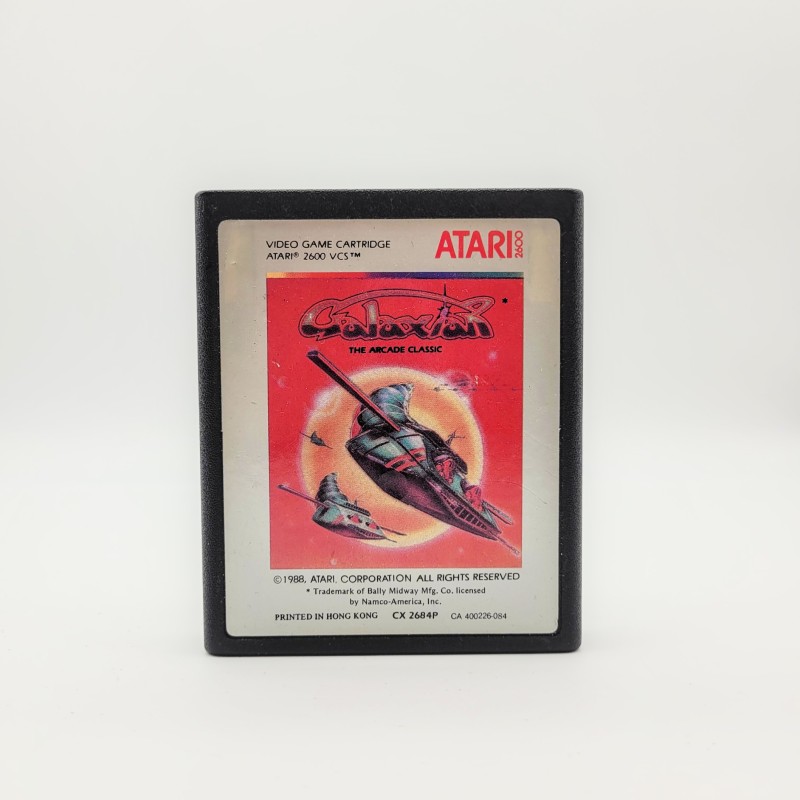 VIDEO GAME CARTRIDGE
ATARI® 2600 VCS™
ATARI 2600
Galaxian *
THE ARCADE CLASSIC
©1988, ATARI, CORPORATION ALL RIGHTS RESERVED
* Trademark of Bally Midway Mfg. Co. licensed
by Namco-America, Inc.
PRINTED IN HONG KONG CX 2684P CA 400226-084